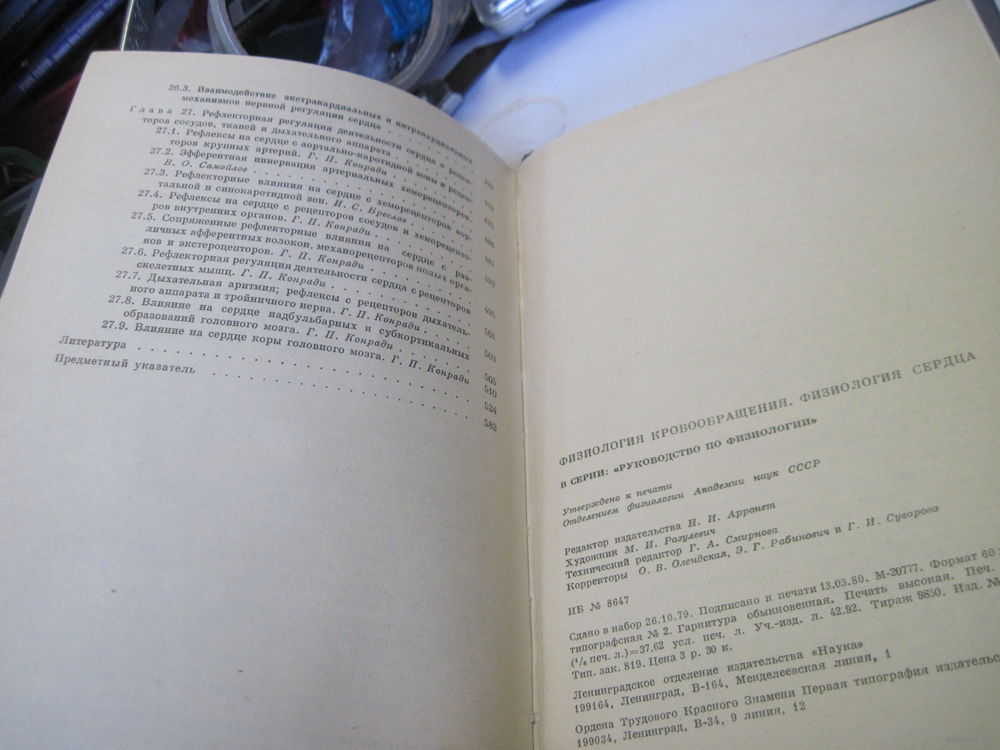 26.3. Взаимодействие экстракардиальных и интракардиальных
механизмов нервной регуляции сердца . . . . . . . .
Глава 27. Рефлекторная регуляция деятельности сердца с рецеп-
торов сосудов, тканей и дыхательного аппарата . . . . . .
27.1. Рефлексы на сердце с аортально-каротидной зоны и рецеп-
торов крупных артерий. Г. П. Конради . . . . . .
27.2. Эфферентная иннервация артериальных хеморецепторов.
В. О. Самойлов . . . . . . . . . . . . . . .
27.3. Рефлекторные влияния на сердце с хеморецепторов аор-
тальной и синокаротидной зон. И. С. Бреслав . . . .
27.4. Рефлексы на сердце с рецепторов сосудов и хеморецепто-
ров внутренних органов. Г. П. Конради . . . . . .
27.5. Сопряженные рефлекторные влияния на сердце с раз-
личных афферентных волокон, механорецепторов полых орга-
нов и экстероцепторов. Г. П. Конради . . . . . .
27.6. Рефлекторная регуляция деятельности сердца с рецепторов
скелетных мышц. Г. П. Конради . . . . . . . . 501
27.7. Дыхательная аритмия; рефлексы с рецепторов дыхатель-
ного аппарата и тройничного нерва. Г. П. Конради . . . 503
27.8. Влияние на сердце надбульбарных и субкортикальных
образований головного мозга. Г. П. Конради . . . . . 505
27.9. Влияние на сердце коры головного мозга. Г. П. Конради 510
Литература . . . . . . . . . . . . . . . . . 524
Предметный указатель . . . . . . . . . . . . . . 583
ФИЗИОЛОГИЯ КРОВООБРАЩЕНИЯ. ФИЗИОЛОГИЯ СЕРДЦА
В СЕРИИ: «РУКОВОДСТВО ПО ФИЗИОЛОГИИ»
Утверждено к печати
Отделением физиологии Академии наук СССР
Редактор издательства Н. И. Арронет
Художник М. И. Разулевич
Технический редактор Г. А. Смирнова
Корректоры О. В. Олендская, Э. Г. Рабинович и Г. И. Суворова
ИБ № 8647
Сдано в набор 26.10.79. Подписано к печати 13.03.80. М-20777. Формат 60
типографская № 2. Гарнитура обыкновенная. Печать высокая. Печ.
(¹/₈ печ. л.)=37.62 усл. печ. л. Уч.-изд. л. 42.92. Тираж 9850. Изд. №
Тип. зак. 819. Цена 3 р. 30 к.
Ленинградское отделение издательства «Наука»
199164, Ленинград, В-164, Менделеевская линия, 1
Ордена Трудового Красного Знамени Первая типография издательс
199034, Ленинград, В-34, 9 линия, 12